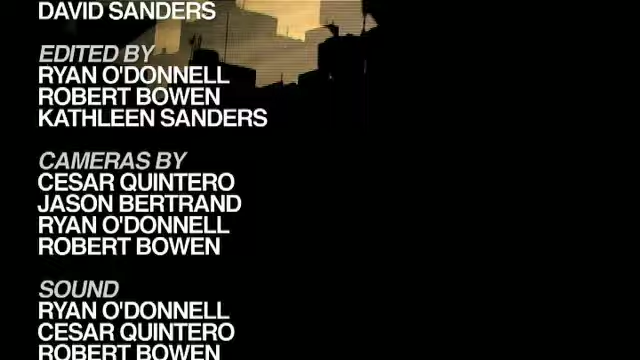 DAVID SANDERS
EDITED BY
RYAN O'DONNELL
ROBERT BOWEN
KATHLEEN SANDERS
CAMERAS BY
CESAR QUINTERO
JASON BERTRAND
RYAN O'DONNELL
ROBERT BOWEN
SOUND
RYAN O'DONNELL
CESAR QUINTERO
ROBERT BOWEN